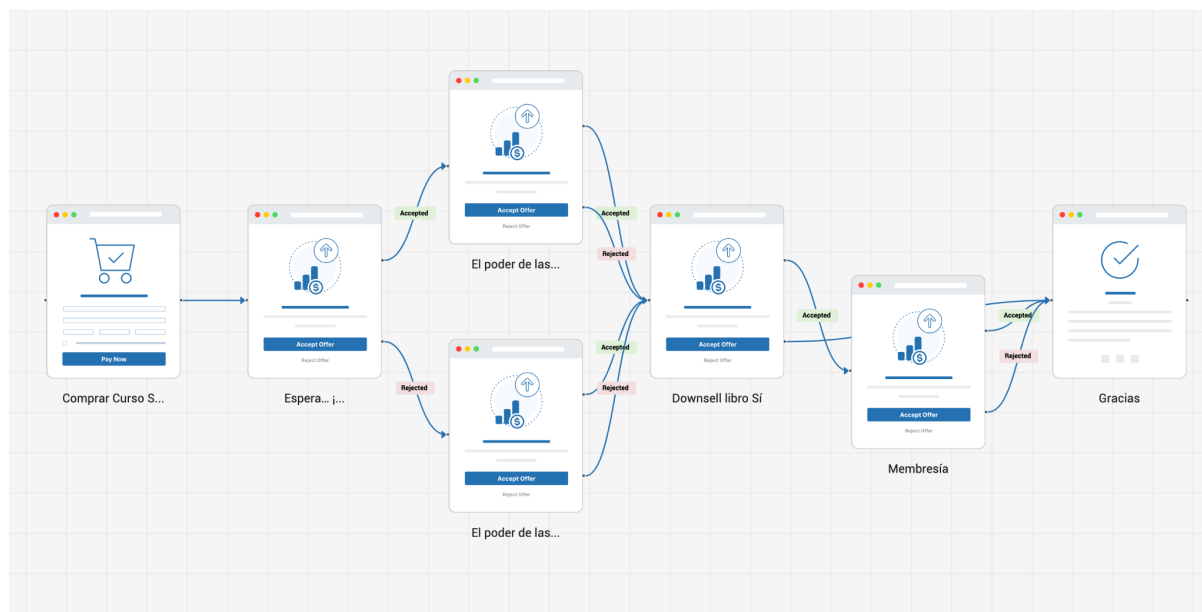 Pay Now
Comprar Curso S...
Accept Offer
Reject Offer
Espera... ¡...
Accepted
Rejected
Accept Offer
Reject Offer
El poder de las...
Accept Offer
Reject Offer
El poder de las...
Accepted
Rejected
Accepted
Rejected
Accept Offer
Reject Offer
Downsell libro Sí
Accepted
Accept Offer
Reject Offer
Membresía
Accepted
Rejected
Gracias